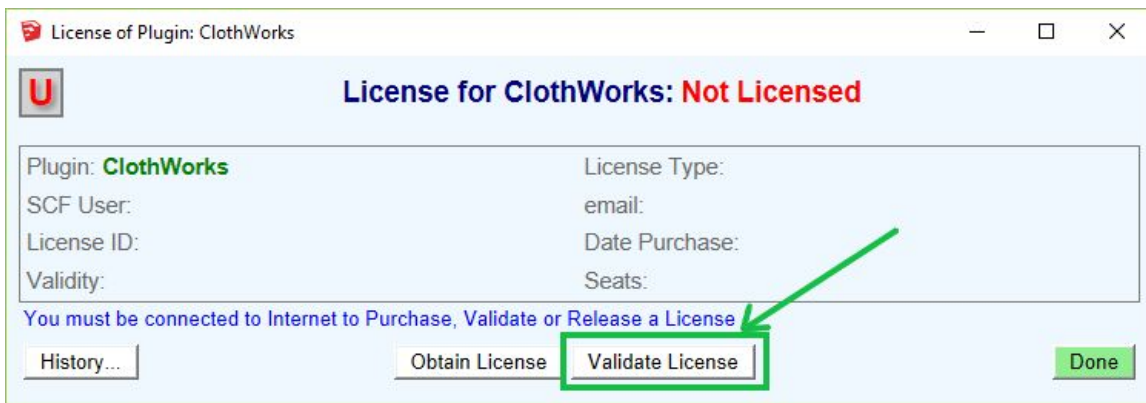 License of Plugin: ClothWorks
U
License for ClothWorks: Not Licensed
Plugin: ClothWorks
License Type:
SCF User:
email:
License ID:
Date Purchase:
Validity:
Seats:
You must be connected to Internet to Purchase, Validate or Release a License
History...
Obtain License
Validate License
Done